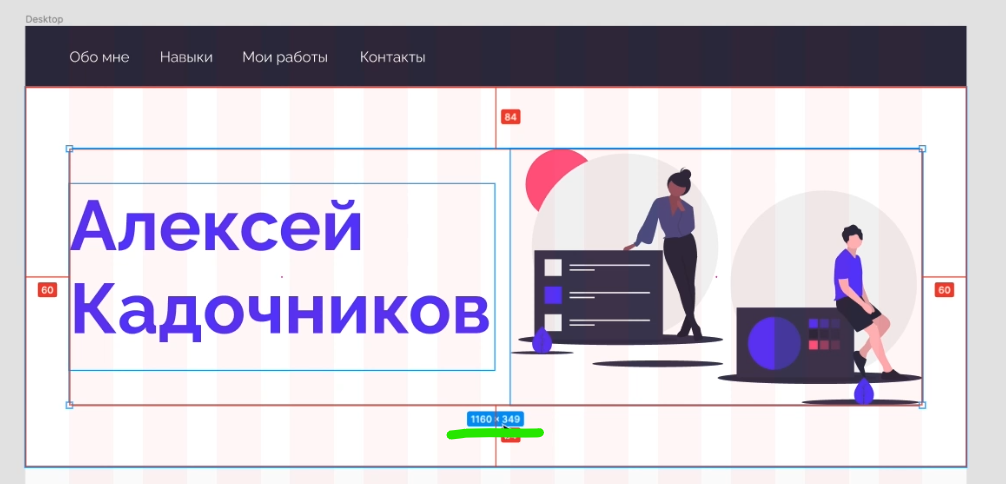 Desktop
Обо мне Навыки Мои работы Контакты
84
Алексей
Кадочников
60
60
1160 × 349